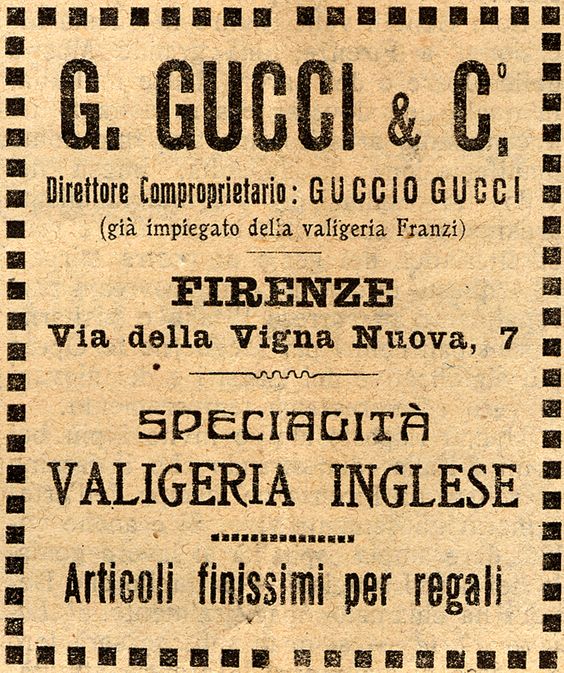 G. GUCCI & Cº.
Direttore Comproprietario: GUCCIO GUCCI
(già impiegato della valigeria Franzi)
FIRENZE
Via della Vigna Nuova, 7
SPECIALITÀ
VALIGERIA INGLESE
Articoli finissimi per regali